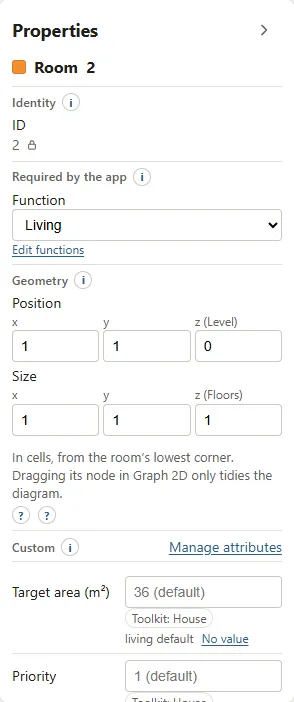 Properties
Room 2
Identity i
ID
2
Required by the app i
Function
Living
Edit functions
Geometry i
Position
x y z (Level)
1 1 0
Size
x y z (Floors)
1 1 1
In cells, from the room's lowest corner.
Dragging its node in Graph 2D only tidies the
diagram.
? ?
Custom i Manage attributes
Target area (m²) 36 (default)
Toolkit: House
living default No value
Priority 1 (default)
Toolkit: House